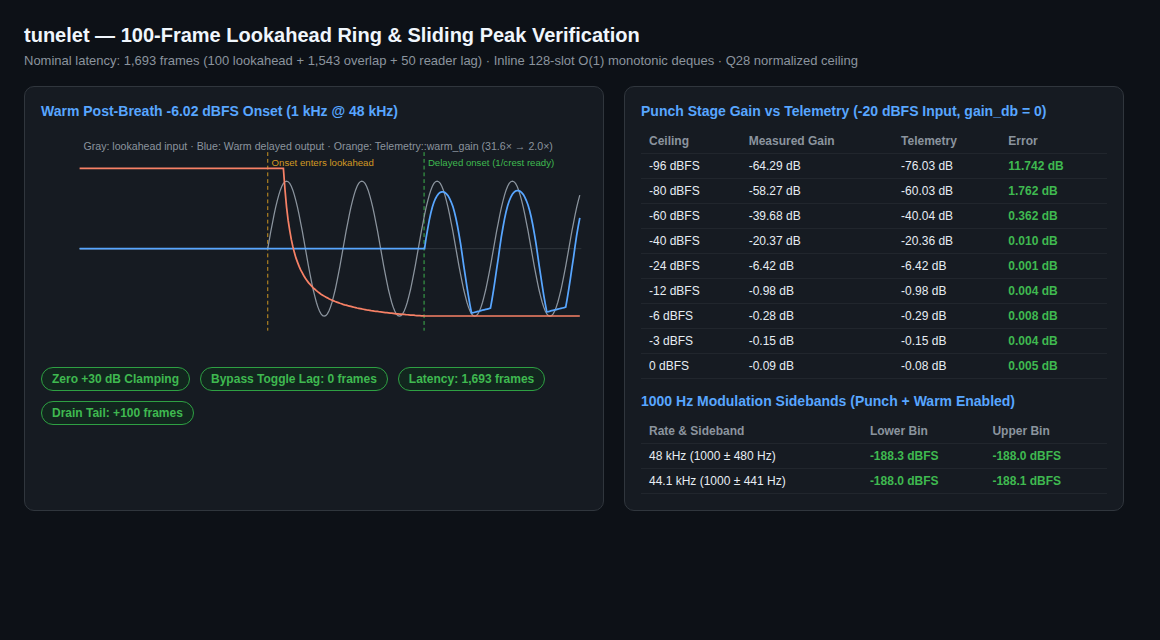 tunelet — 100-Frame Lookahead Ring & Sliding Peak Verification
Nominal latency: 1,693 frames (100 lookahead + 1,543 overlap + 50 reader lag) · Inline 128-slot O(1) monotonic deques · Q28 normalized ceiling
Warm Post-Breath -6.02 dBFS Onset (1 kHz @ 48 kHz)
Gray: lookahead input · Blue: Warm delayed output · Orange: Telemetry::warm_gain (31.6× → 2.0×)
Onset enters lookahead
Delayed onset (1/crest ready)
Zero +30 dB Clamping
Bypass Toggle Lag: 0 frames
Latency: 1,693 frames
Drain Tail: +100 frames
Punch Stage Gain vs Telemetry (-20 dBFS Input, gain_db = 0)
Ceiling Measured Gain Telemetry Error
-96 dBFS -64.29 dB -76.03 dB 11.742 dB
-80 dBFS -58.27 dB -60.03 dB 1.762 dB
-60 dBFS -39.68 dB -40.04 dB 0.362 dB
-40 dBFS -20.37 dB -20.36 dB 0.010 dB
-24 dBFS -6.42 dB -6.42 dB 0.001 dB
-12 dBFS -0.98 dB -0.98 dB 0.004 dB
-6 dBFS -0.28 dB -0.29 dB 0.008 dB
-3 dBFS -0.15 dB -0.15 dB 0.004 dB
0 dBFS -0.09 dB -0.08 dB 0.005 dB
1000 Hz Modulation Sidebands (Punch + Warm Enabled)
Rate & Sideband Lower Bin Upper Bin
48 kHz (1000 ± 480 Hz) -188.3 dBFS -188.0 dBFS
44.1 kHz (1000 ± 441 Hz) -188.0 dBFS -188.1 dBFS